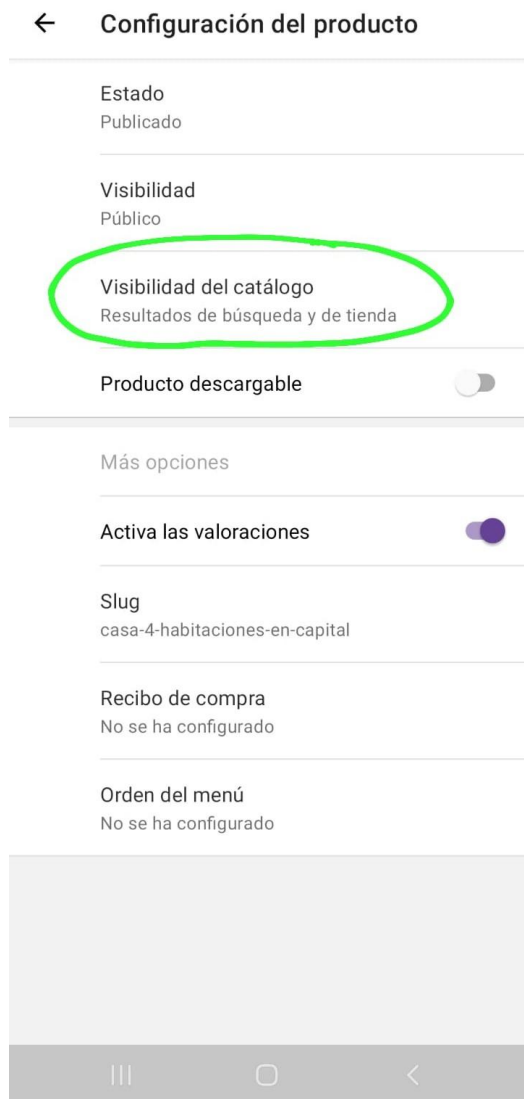 Configuración del producto
Estado
Publicado
Visibilidad
Público
Visibilidad del catálogo
Resultados de búsqueda y de tienda
Producto descargable
Más opciones
Activa las valoraciones
Slug
casa-4-habitaciones-en-capital
Recibo de compra
No se ha configurado
Orden del menú
No se ha configurado